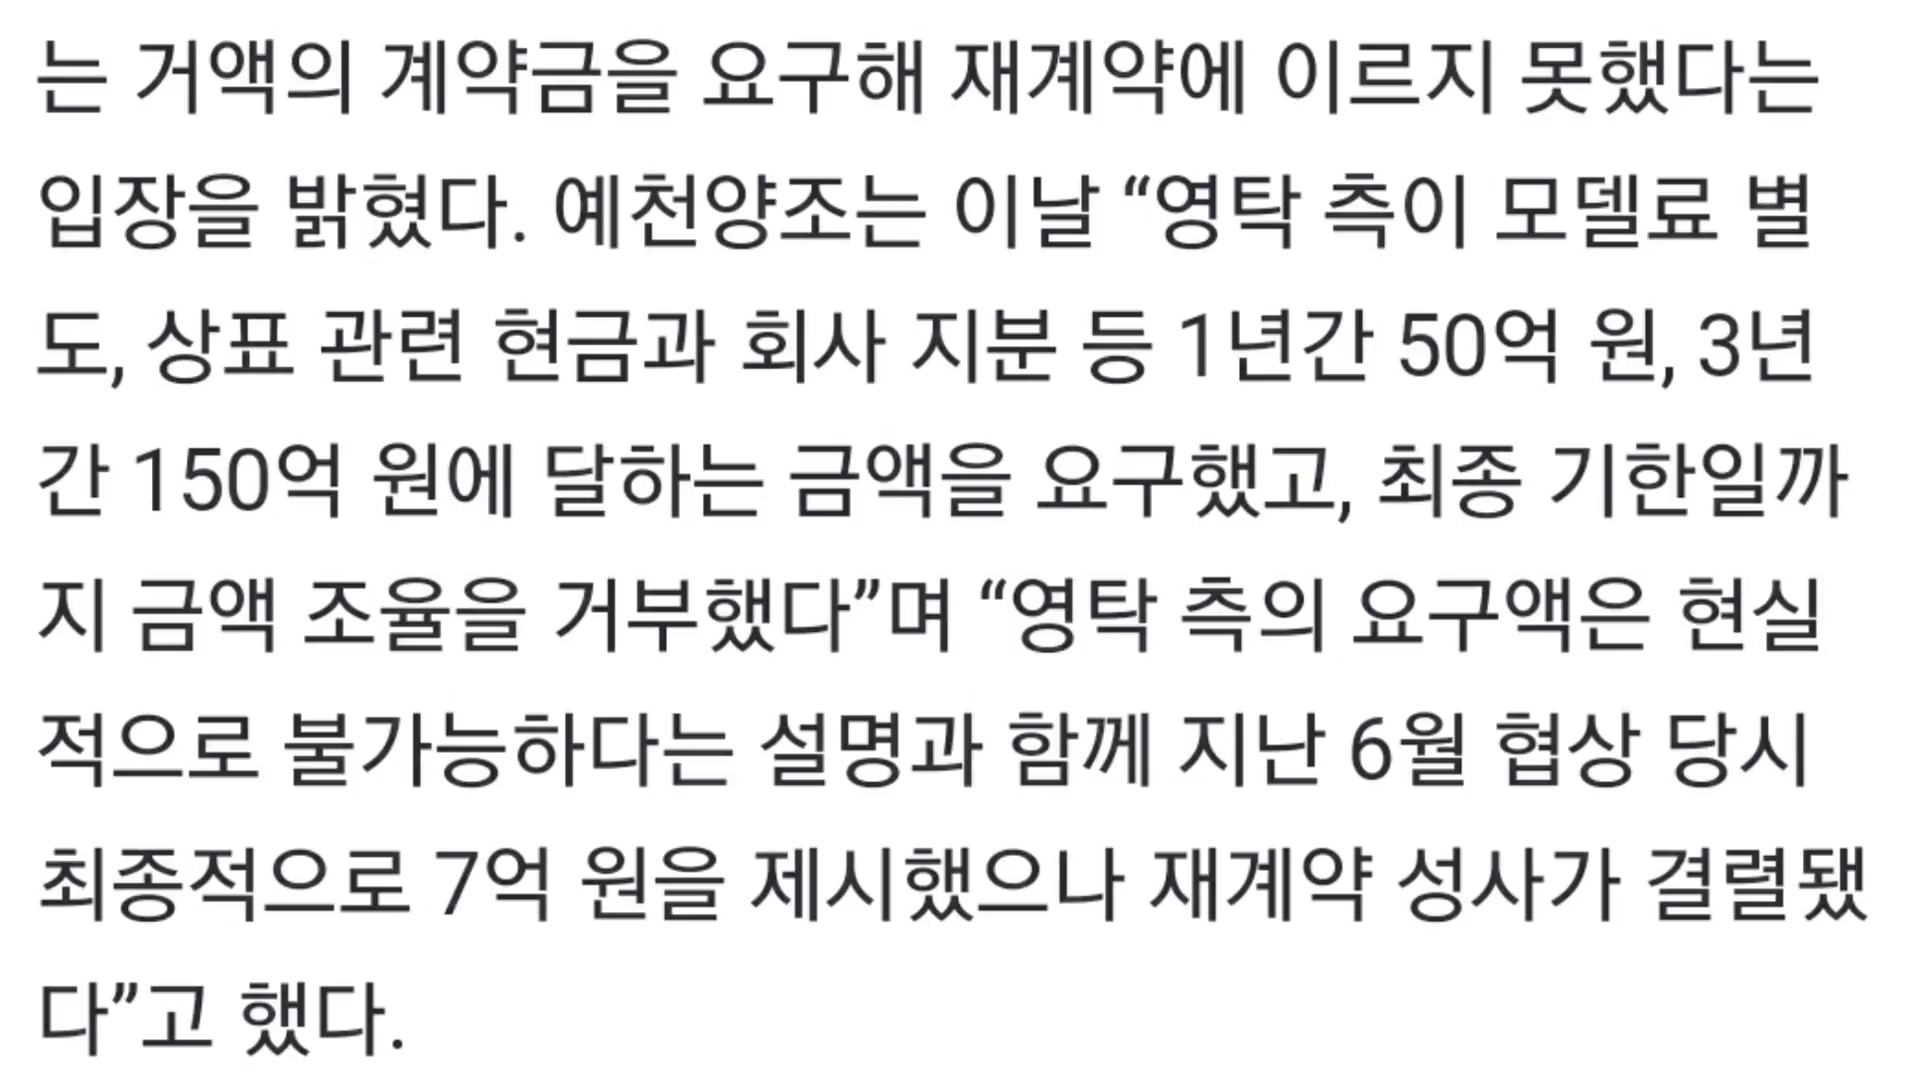 는 거액의 계약금을 요구해 재계약에 이르지 못했다는
입장을 밝혔다. 예천양조는 이날 “영탁 측이 모델료 별
도, 상표 관련 현금과 회사 지분 등 1년간 50억 원, 3년
간 150억 원에 달하는 금액을 요구했고, 최종 기한일까
지 금액 조율을 거부했다”며 “영탁 측의 요구액은 현실
적으로 불가능하다는 설명과 함께 지난 6월 협상 당시
최종적으로 7억 원을 제시했으나 재계약 성사가 결렬됐
다”고 했다.